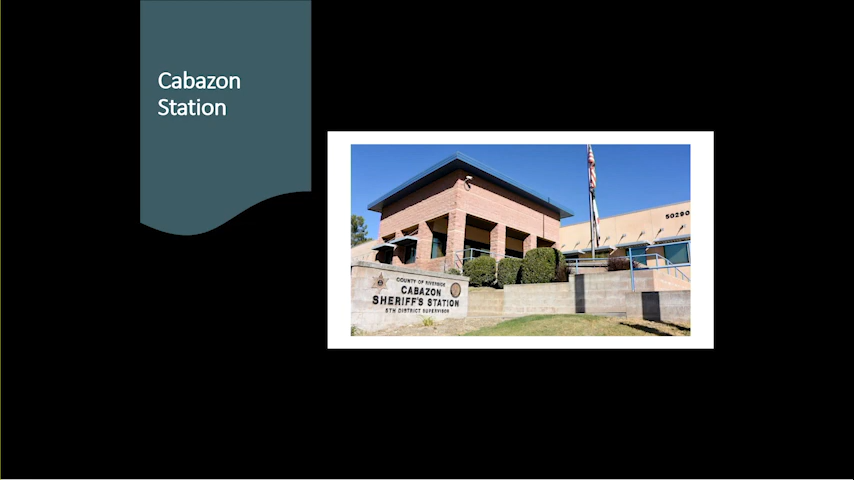 Cabazon
Station
50290
COUNTY OF RIVERSIDE
CABAZON
SHERIFF'S STATION
5TH DISTRICT SUPERVISOR